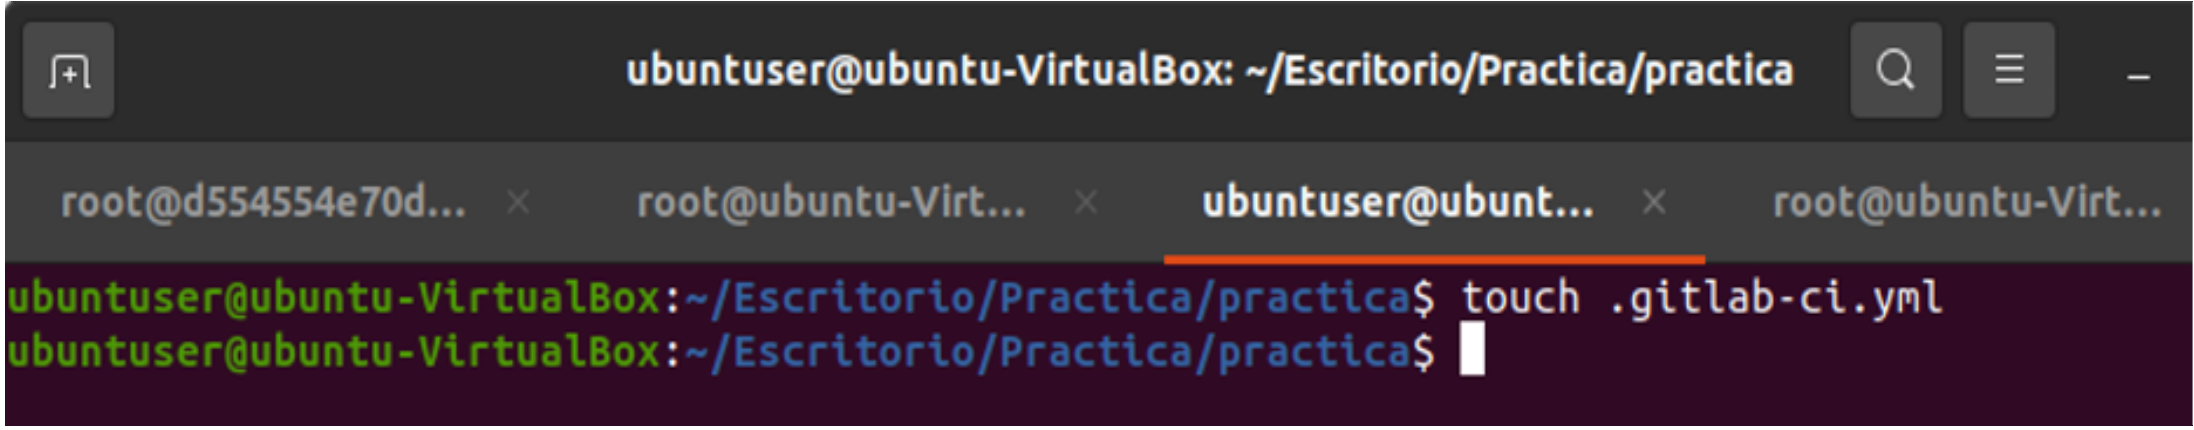 ubuntuser@ubuntu-VirtualBox: ~/Escritorio/Practica/practica
root@d554554e70d... × root@ubuntu-Virt... × ubuntuser@ubunt... × root@ubuntu-Virt...
ubuntuser@ubuntu-VirtualBox:~/Escritorio/Practica/practica$ touch .gitlab-ci.yml
ubuntuser@ubuntu-VirtualBox:~/Escritorio/Practica/practica$